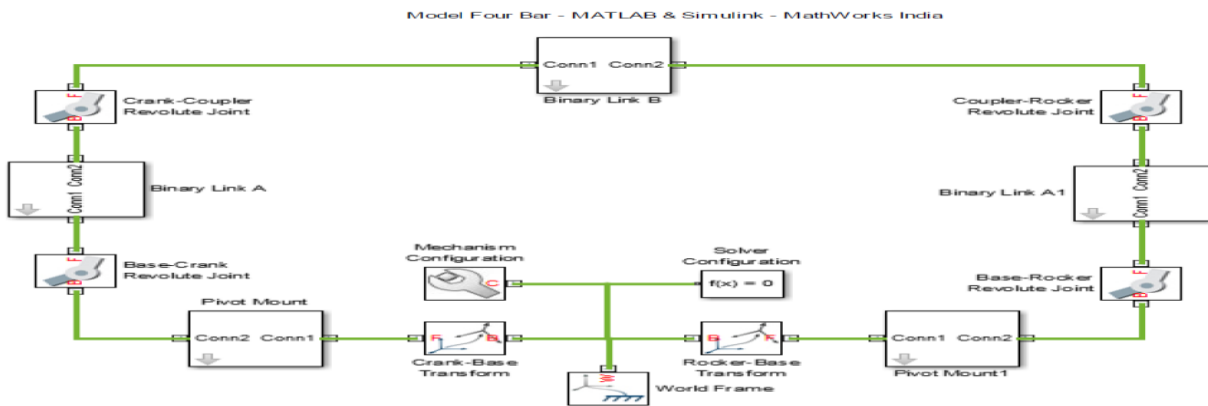 Model Four Bar - MATLAB & Simulink - MathWorks India
Conn1 Conn2
Binary Link B
F
B
Crank-Coupler
Revolute Joint
Coupler-Rocker
Revolute Joint
F
B
Conn1 Conn2
Binary Link A
Binary Link A1
Conn1 Conn2
F
B
Base-Crank
Revolute Joint
Mechanism
Configuration
C
Solver
Configuration
f(x) = 0
Base-Rocker
Revolute Joint
F
B
Pivot Mount
Conn2 Conn1
F B
Crank-Base
Transform
B F
Rocker-Base
Transform
Conn1 Conn2
Pivot Mount1
W
World Frame